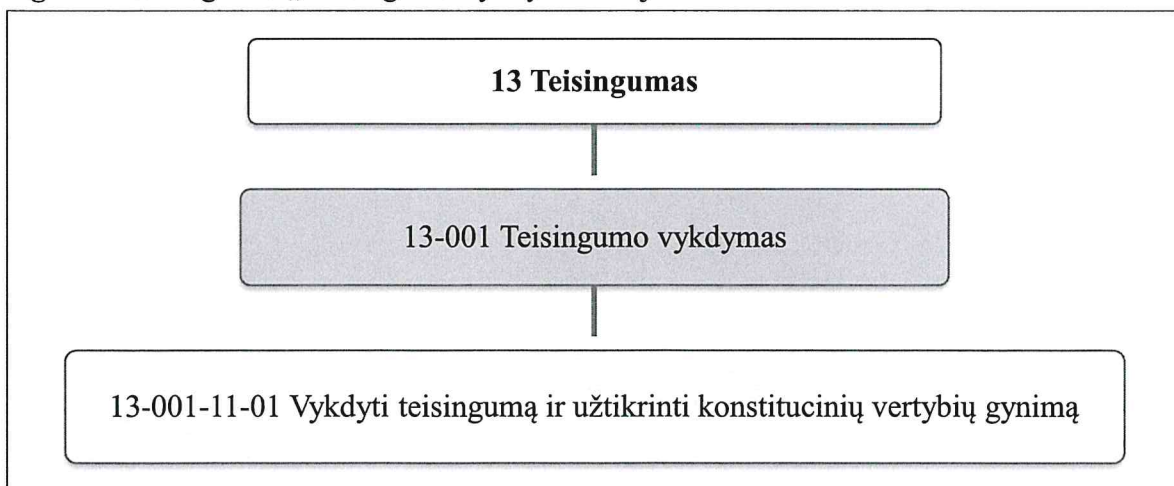 13 Teisingumas
13-001 Teisingumo vykdymas
13-001-11-01 Vykdyti teisingumą ir užtikrinti konstitucinių vertybių gynimą